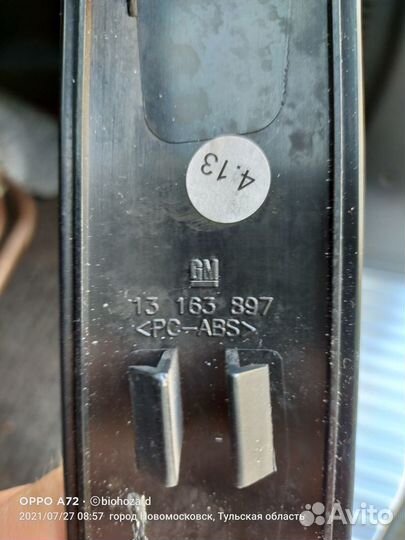 4.13
GM
13 163 897
<PC-ABS>
OPPO A72 · ©biohozald
2021/07/27 08:57 город Новомосковск, Тульская область
Avito